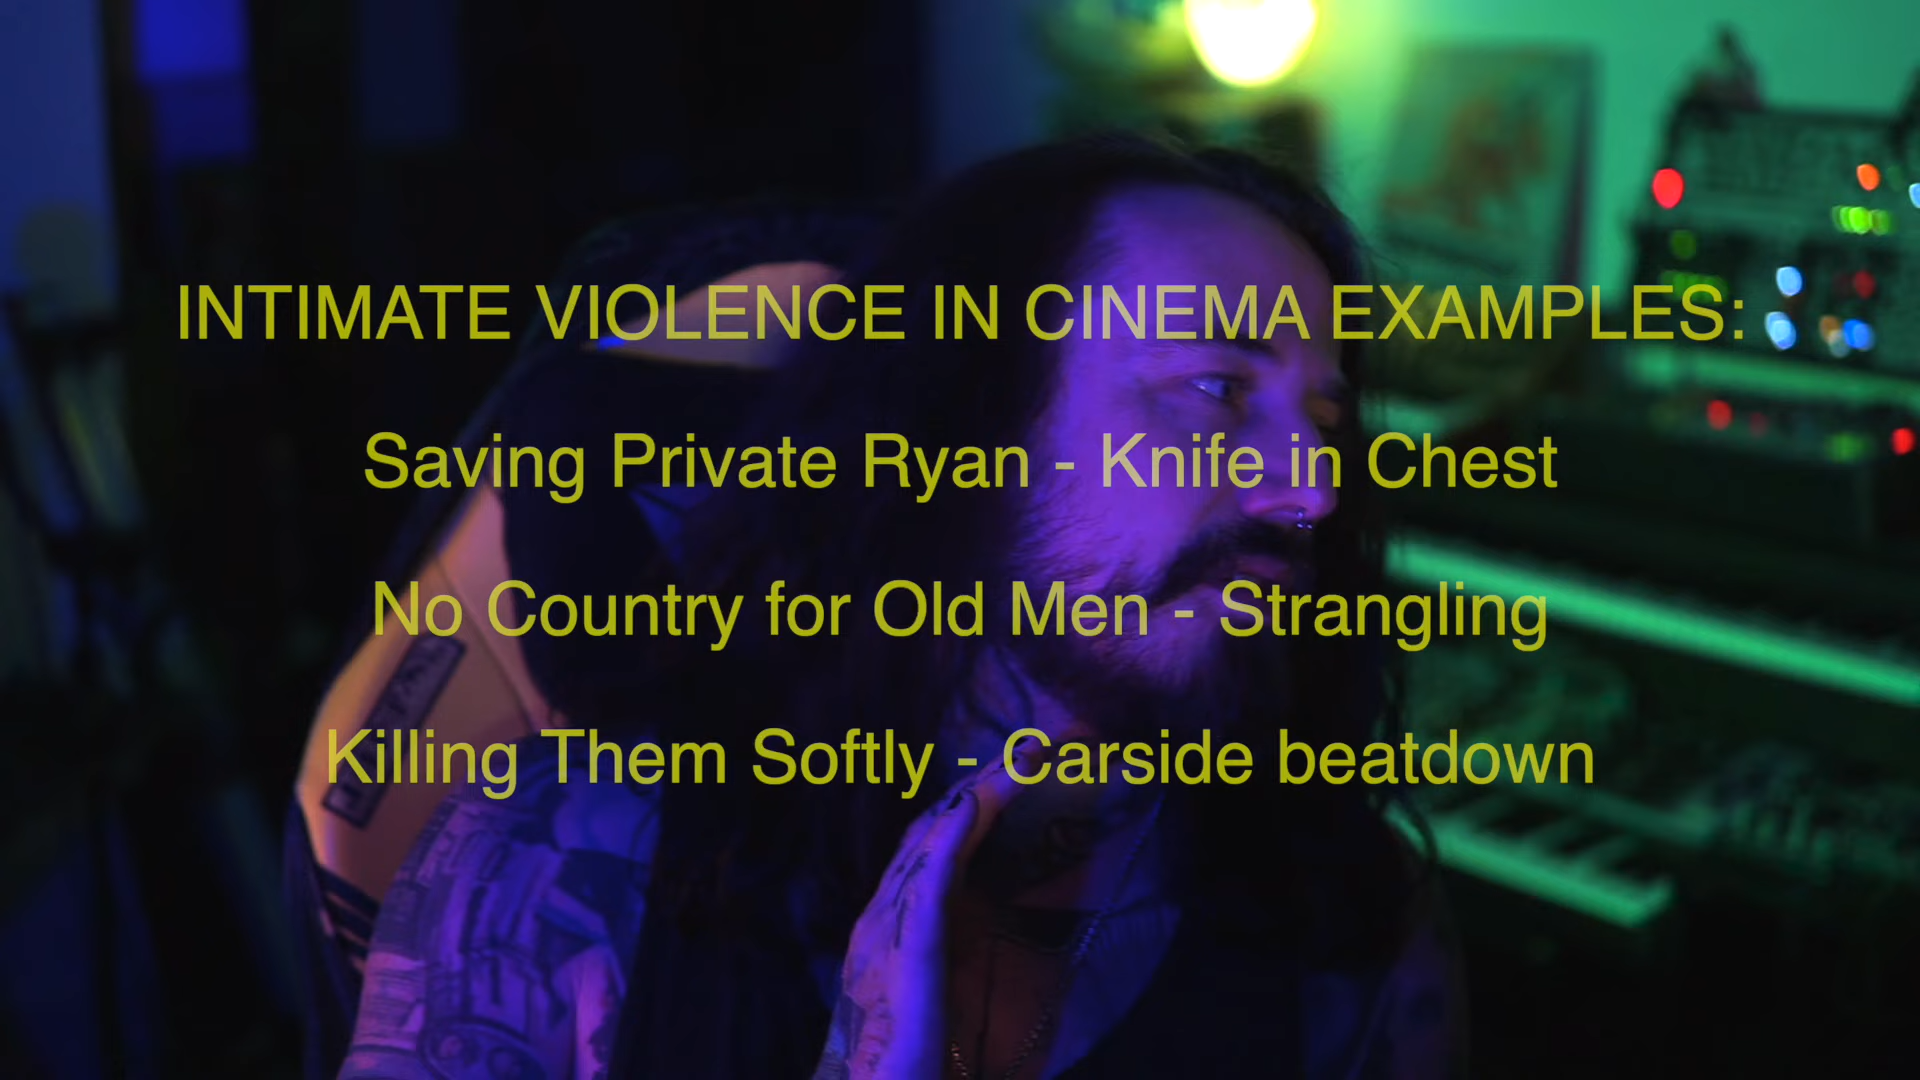 INTIMATE VIOLENCE IN CINEMA EXAMPLES:
Saving Private Ryan - Knife in Chest
No Country for Old Men - Strangling
Killing Them Softly - Carside beatdown